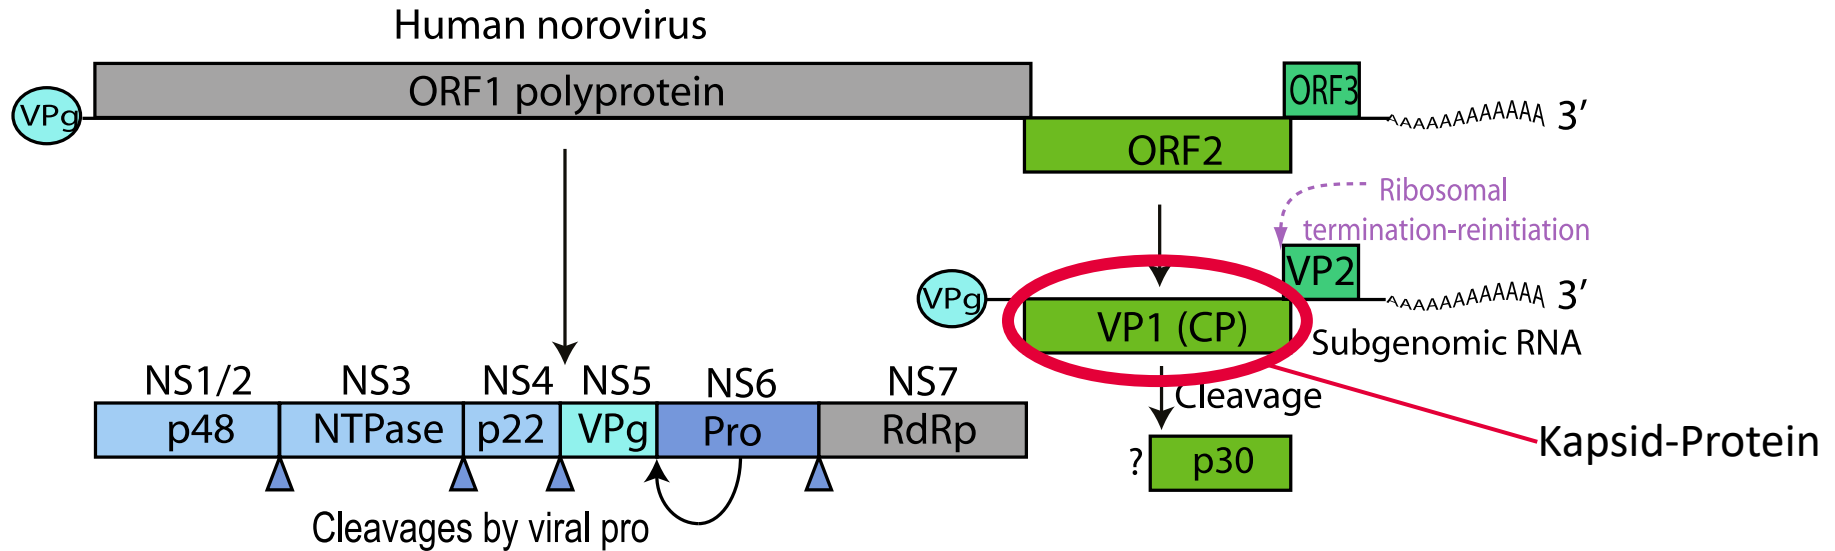 Human norovirus
ORF1 polyprotein
ORF3
VPg
AAAAAAAAAAAA 3′
ORF2
Ribosomal
termination-reinitiation
VP2
VPg
AAAAAAAAAAAA 3′
VP1 (CP)
Subgenomic RNA
NS1/2 NS3 NS4 NS5 NS6 NS7
Cleavage
p48 NTPase p22 VPg Pro RdRp
Kapsid-Protein
? p30
Cleavages by viral pro